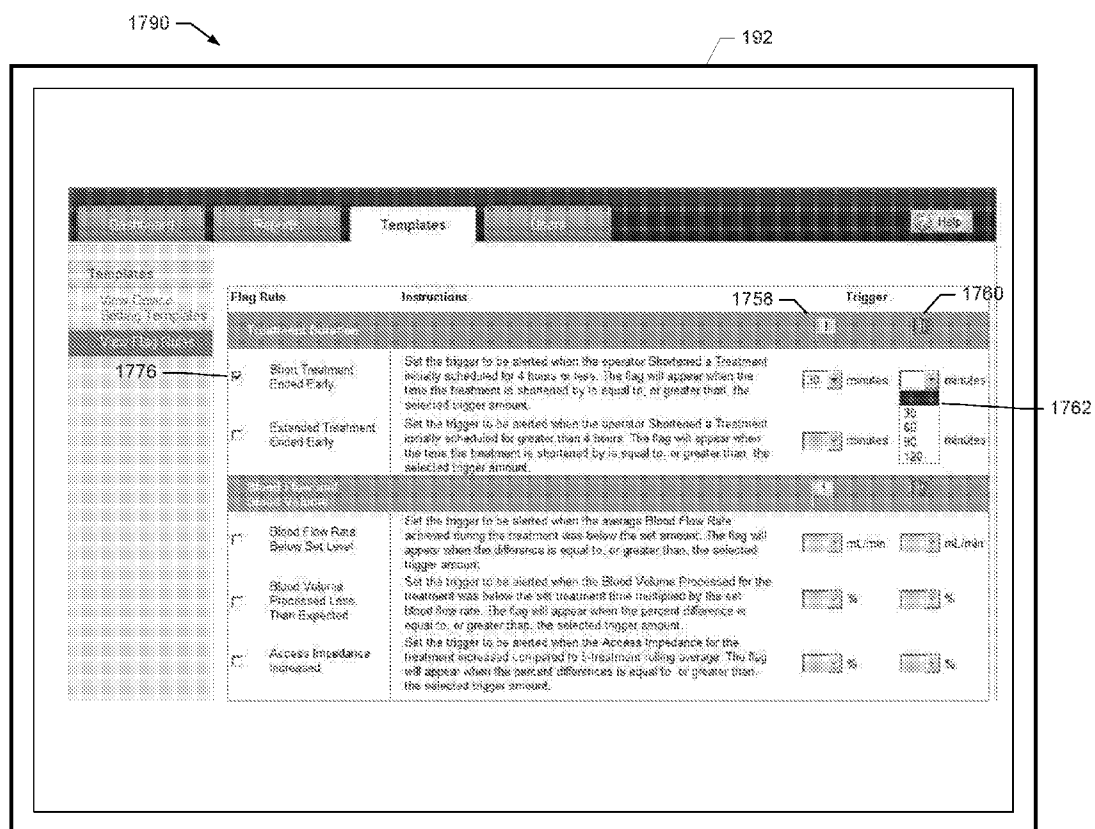 1790
192
Templates
Help
Templates
View Device
Setting Templates
Flag Rule
Instructions
1758
Trigger
1760
Treatment Duration
1776
Short Treatment
Ended Early
Set the trigger to be alerted when the operator Shortened a Treatment
initially scheduled for 4 hours or less. The flag will appear when the
time the treatment is shortened by is equal to, or greater than, the
selected trigger amount.
30 minutes
minutes
1762
30
60
90
120
Extended Treatment
Ended Early
Set the trigger to be alerted when the operator Shortened a Treatment
initially scheduled for greater than 4 hours. The flag will appear when
the time the treatment is shortened by is equal to, or greater than, the
selected trigger amount.
minutes
minutes
Blood Flow Rate
Below Set Level
Set the trigger to be alerted when the average Blood Flow Rate
achieved during the treatment was below the set amount. The flag will
appear when the difference is equal to, or greater than, the selected
trigger amount.
mL/min
mL/min
Blood Volume
Processed Less
Than Expected
Set the trigger to be alerted when the Blood Volume Processed for the
treatment was below the set treatment time multiplied by the set
blood flow rate. The flag will appear when the percent difference is
equal to, or greater than, the selected trigger amount.
%
%
Access Impedance
Increased
Set the trigger to be alerted when the Access Impedance for the
treatment increased compared to 5-treatment rolling average. The flag
will appear when the percent differences is equal to or greater than,
the selected trigger amount.
%
%